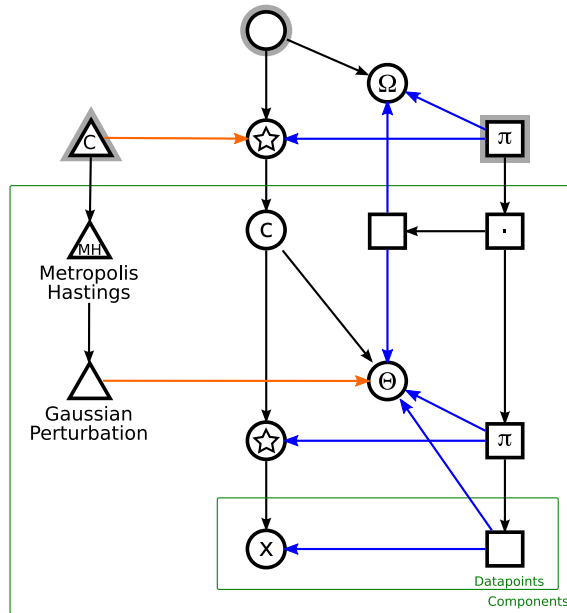 Ω
C
π
MH
C
·
Metropolis
Hastings
Θ
Gaussian
Perturbation
π
X
Datapoints
Components